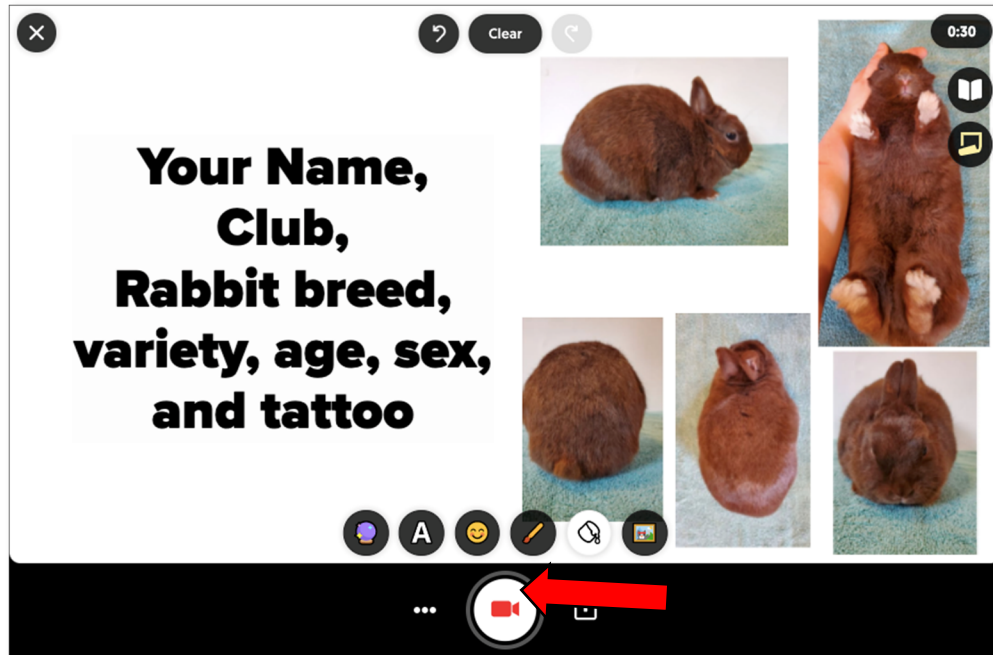 Clear
0:30
Your Name,
Club,
Rabbit breed,
variety, age, sex,
and tattoo
A